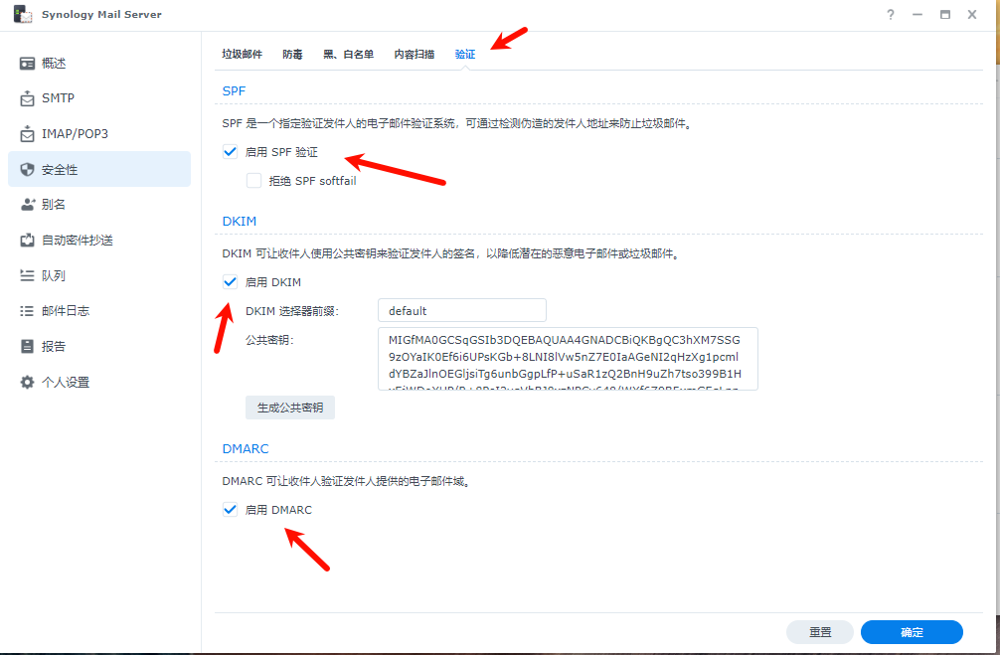 Synology Mail Server
概述
SMTP
IMAP/POP3
安全性
别名
自动密件抄送
队列
邮件日志
报告
个人设置
垃圾邮件 防毒 黑、白名单 内容扫描 验证
SPF
SPF 是一个指定验证发件人的电子邮件验证系统，可通过检测伪造的发件人地址来防止垃圾邮件。
启用 SPF 验证
拒绝 SPF softfail
DKIM
DKIM 可让收件人使用公共密钥来验证发件人的签名，以降低潜在的恶意电子邮件或垃圾邮件。
启用 DKIM
DKIM 选择器前缀： default
公共密钥： MIGfMA0GCSqGSIb3DQEBAQUAA4GNADCBiQKBgQC3hXM7SSG
9zOYaIK0Ef6i6UPsKGb+8LNI8lVw5nZ7E0IaAGeNI2qHzXg1pcml
dYBZaJlnOEGljsiTg6unbGgpLfP+uSaR1zQ2BnH9uZh7tso399B1H
生成公共密钥
DMARC
DMARC 可让收件人验证发件人提供的电子邮件域。
启用 DMARC
重置 确定